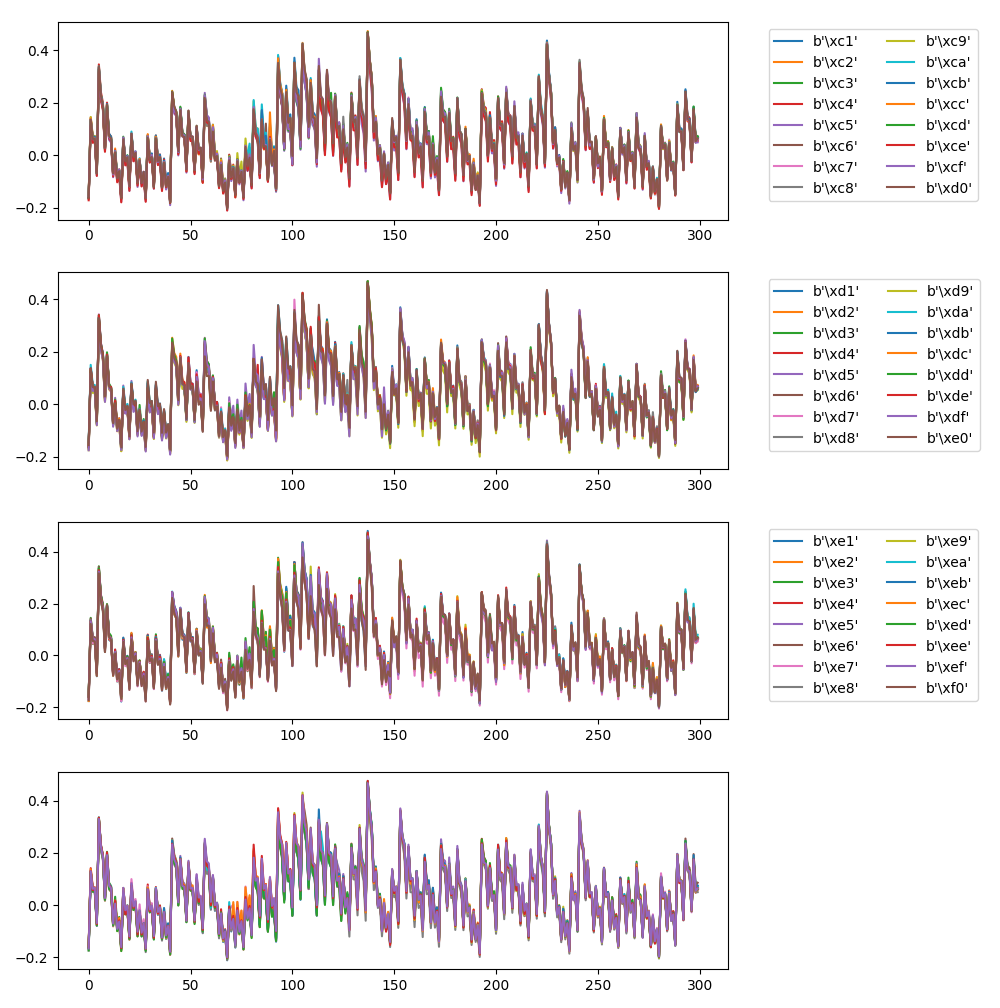 0.4
0.2
0.0
−0.2
0 50 100 150 200 250 300
b'\xc1' b'\xc9'
b'\xc2' b'\xca'
b'\xc3' b'\xcb'
b'\xc4' b'\xcc'
b'\xc5' b'\xcd'
b'\xc6' b'\xce'
b'\xc7' b'\xcf'
b'\xc8' b'\xd0'
0.4
0.2
0.0
−0.2
0 50 100 150 200 250 300
b'\xd1' b'\xd9'
b'\xd2' b'\xda'
b'\xd3' b'\xdb'
b'\xd4' b'\xdc'
b'\xd5' b'\xdd'
b'\xd6' b'\xde'
b'\xd7' b'\xdf'
b'\xd8' b'\xe0'
0.4
0.2
0.0
−0.2
0 50 100 150 200 250 300
b'\xe1' b'\xe9'
b'\xe2' b'\xea'
b'\xe3' b'\xeb'
b'\xe4' b'\xec'
b'\xe5' b'\xed'
b'\xe6' b'\xee'
b'\xe7' b'\xef'
b'\xe8' b'\xf0'
0.4
0.2
0.0
−0.2
0 50 100 150 200 250 300